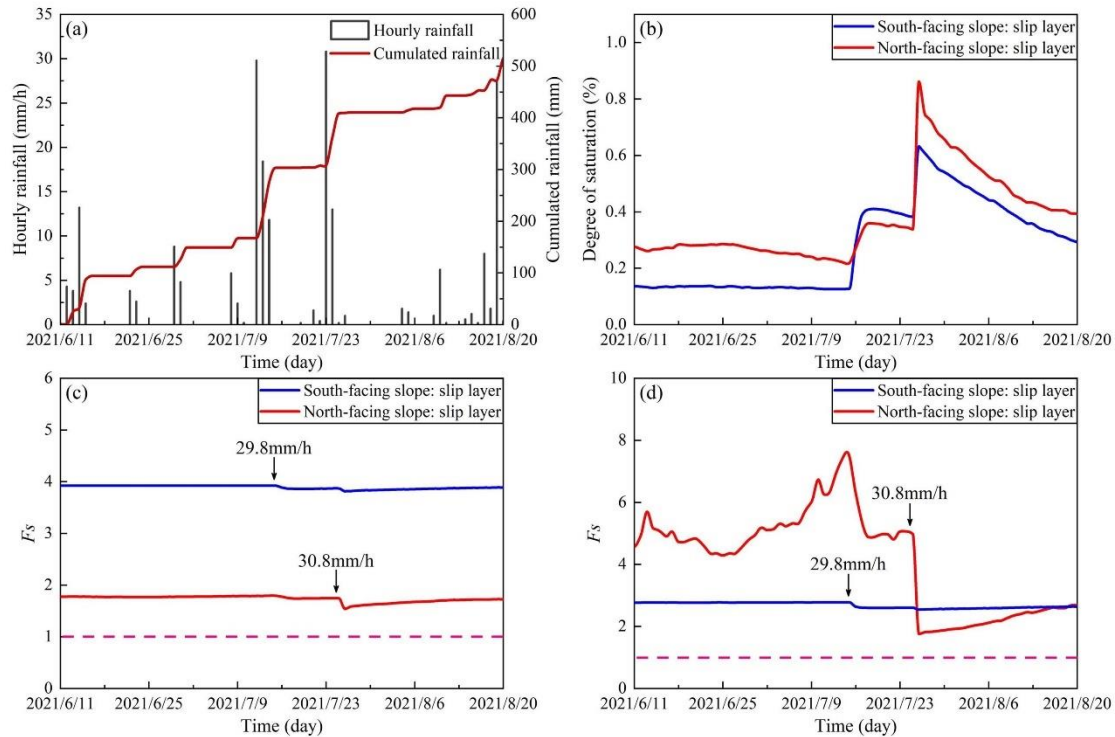 (a)
Hourly rainfall
Cumulated rainfall
35
30
25
20
15
10
5
0
Hourly rainfall (mm/h)
600
500
400
300
200
100
0
Cumulated rainfall (mm)
2021/6/11 2021/6/25 2021/7/9 2021/7/23 2021/8/6 2021/8/20
Time (day)
(b)
South-facing slope: slip layer
North-facing slope: slip layer
1.0
0.8
0.6
0.4
0.2
0.0
Degree of saturation (%)
2021/6/11 2021/6/25 2021/7/9 2021/7/23 2021/8/6 2021/8/20
Time (day)
(c)
South-facing slope: slip layer
North-facing slope: slip layer
6
5
4
3
2
1
0
Fs
29.8mm/h
30.8mm/h
2021/6/11 2021/6/25 2021/7/9 2021/7/23 2021/8/6 2021/8/20
Time (day)
(d)
South-facing slope: slip layer
North-facing slope: slip layer
10
8
6
4
2
0
Fs
30.8mm/h
29.8mm/h
2021/6/11 2021/6/25 2021/7/9 2021/7/23 2021/8/6 2021/8/20
Time (day)